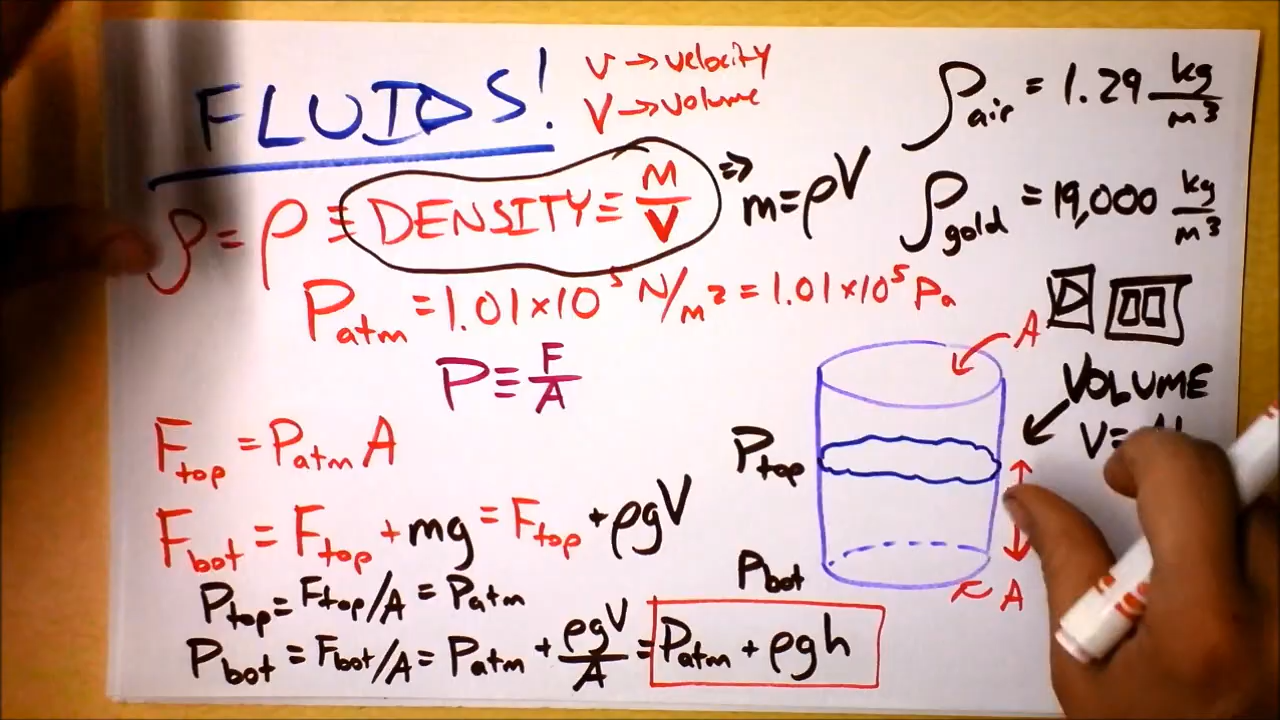 FLUIDS!
v → velocity
V → volume
ρ = ρ ≡ DENSITY ≡ M/V ⇒ m = ρV
ρair = 1.29 kg/m³
ρgold = 19,000 kg/m³
Patm = 1.01×10⁵ N/m² = 1.01×10⁵ Pa
P ≡ F/A
Ftop = Patm A
Fbot = Ftop + mg = Ftop + ρgV
Ptop = Ftop/A = Patm
Pbot = Fbot/A = Patm + ρgV/A = Patm + ρgh
A
VOLUME
V=
Ptop
Pbot
A